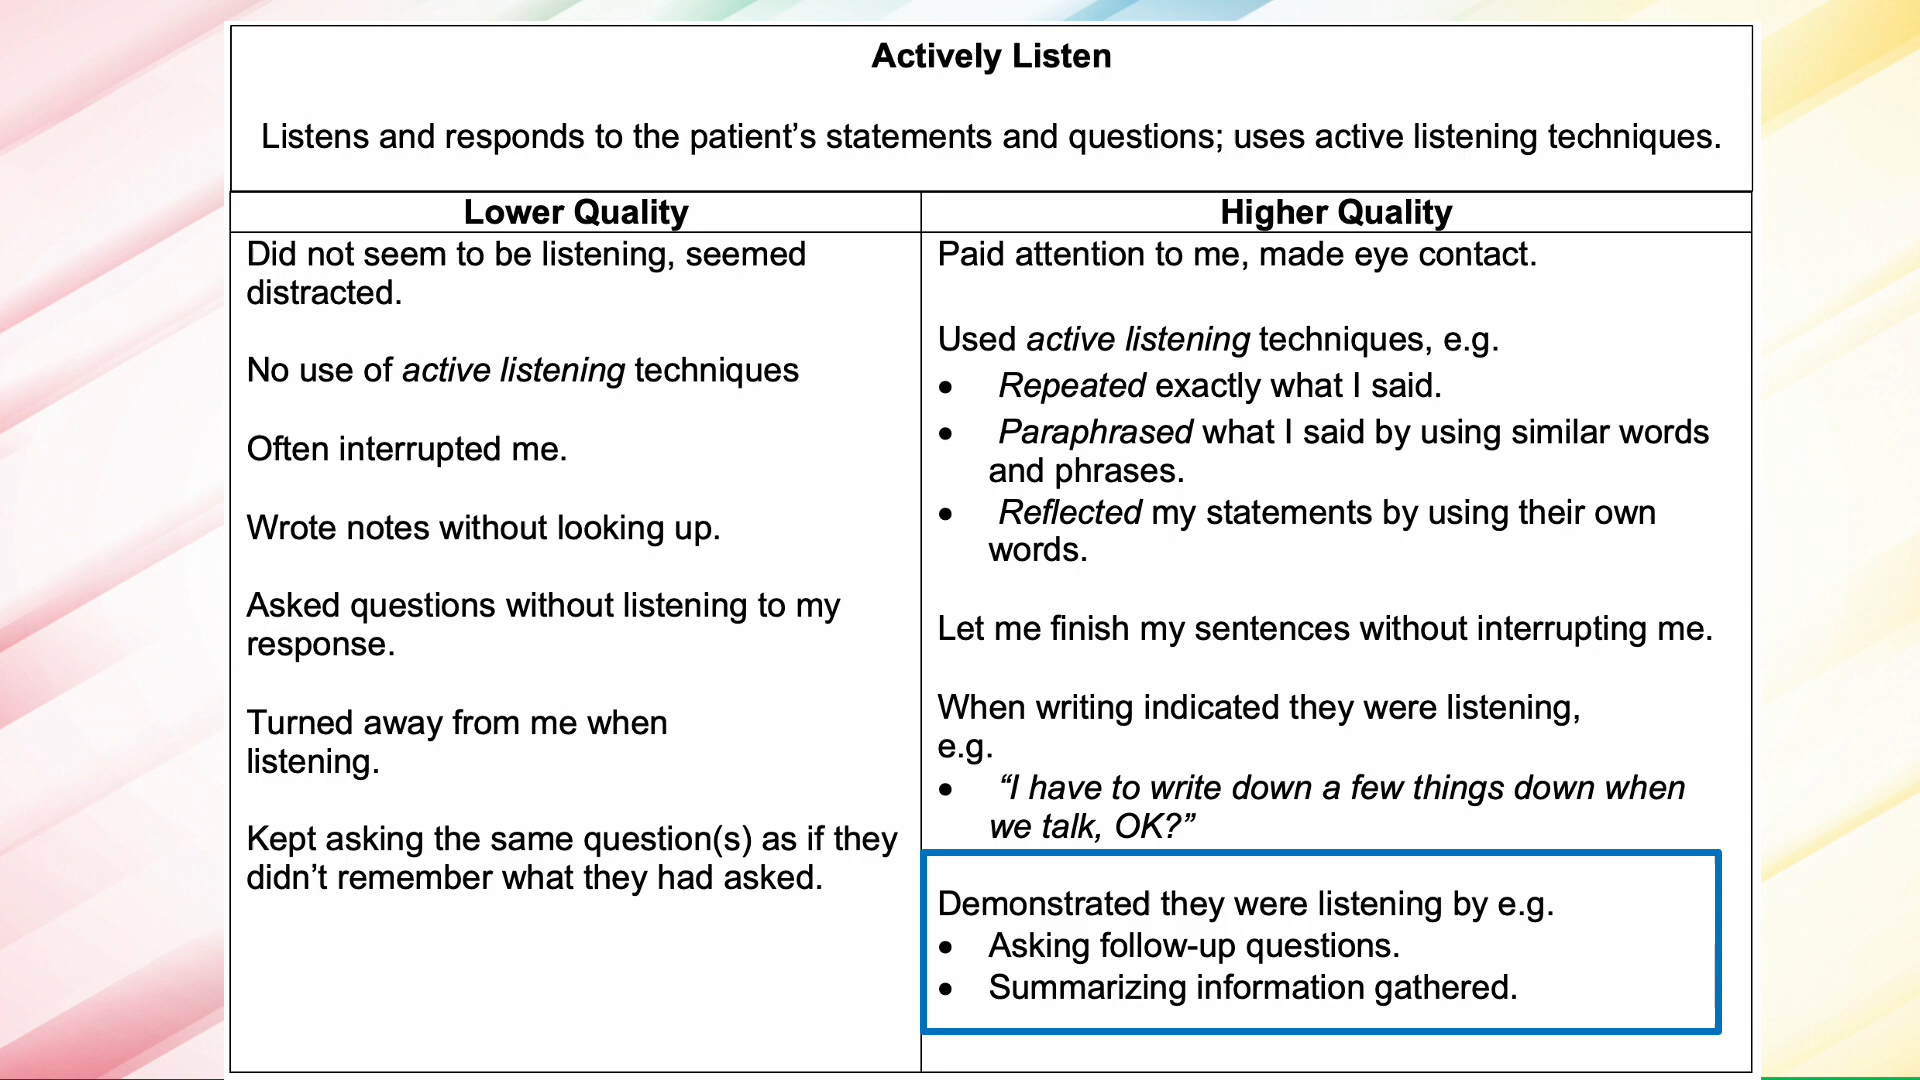 Actively Listen
Listens and responds to the patient’s statements and questions; uses active listening techniques.
Lower Quality
Did not seem to be listening, seemed
distracted.
No use of active listening techniques
Often interrupted me.
Wrote notes without looking up.
Asked questions without listening to my
response.
Turned away from me when
listening.
Kept asking the same question(s) as if they
didn’t remember what they had asked.
Higher Quality
Paid attention to me, made eye contact.
Used active listening techniques, e.g.
• Repeated exactly what I said.
• Paraphrased what I said by using similar words
and phrases.
• Reflected my statements by using their own
words.
Let me finish my sentences without interrupting me.
When writing indicated they were listening,
e.g.
• “I have to write down a few things down when
we talk, OK?”
Demonstrated they were listening by e.g.
• Asking follow-up questions.
• Summarizing information gathered.